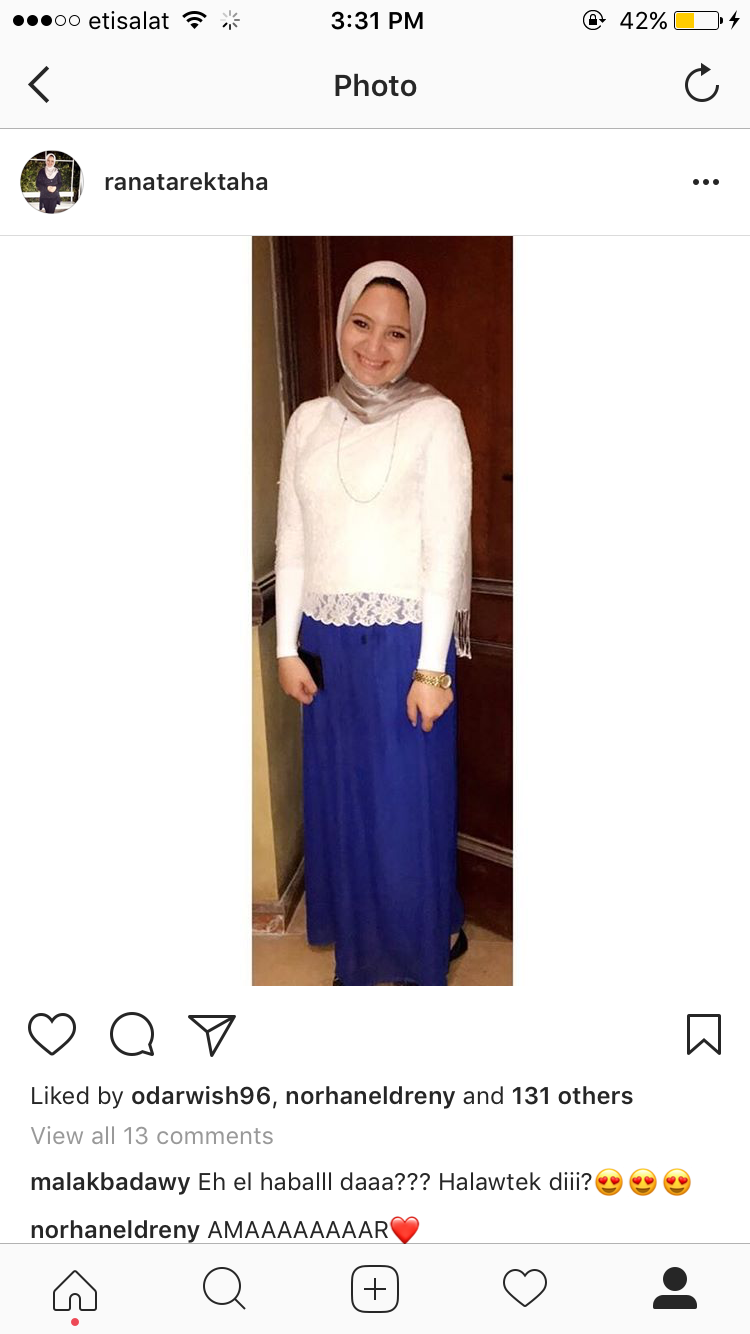 etisalat 3:31 PM 42%
Photo
ranatarektaha
Liked by odarwish96, norhaneldreny and 131 others
View all 13 comments
malakbadawy Eh el haballl daaa??? Halawtek diii?😍😍😍
norhaneldreny AMAAAAAAAAR❤️